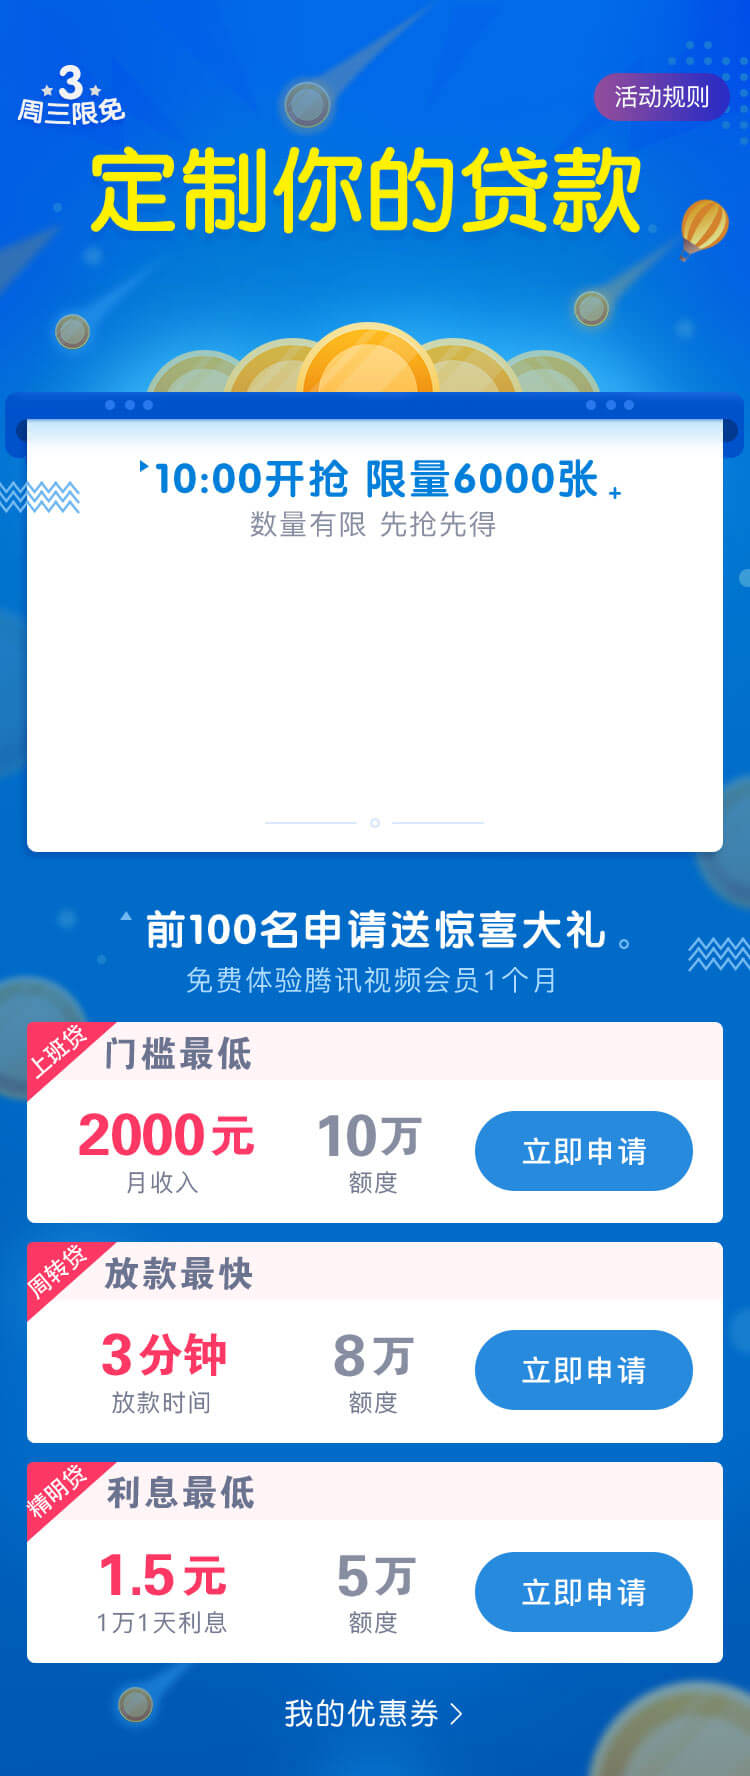 3
周三限免
活动规则
定制你的贷款
10:00开抢 限量6000张
数量有限 先抢先得
前100名申请送惊喜大礼
免费体验腾讯视频会员1个月
上班贷
门槛最低
2000元 10万
月收入 额度
立即申请
周转贷
放款最快
3分钟 8万
放款时间 额度
立即申请
精明贷
利息最低
1.5元 5万
1万1天利息 额度
立即申请
我的优惠券